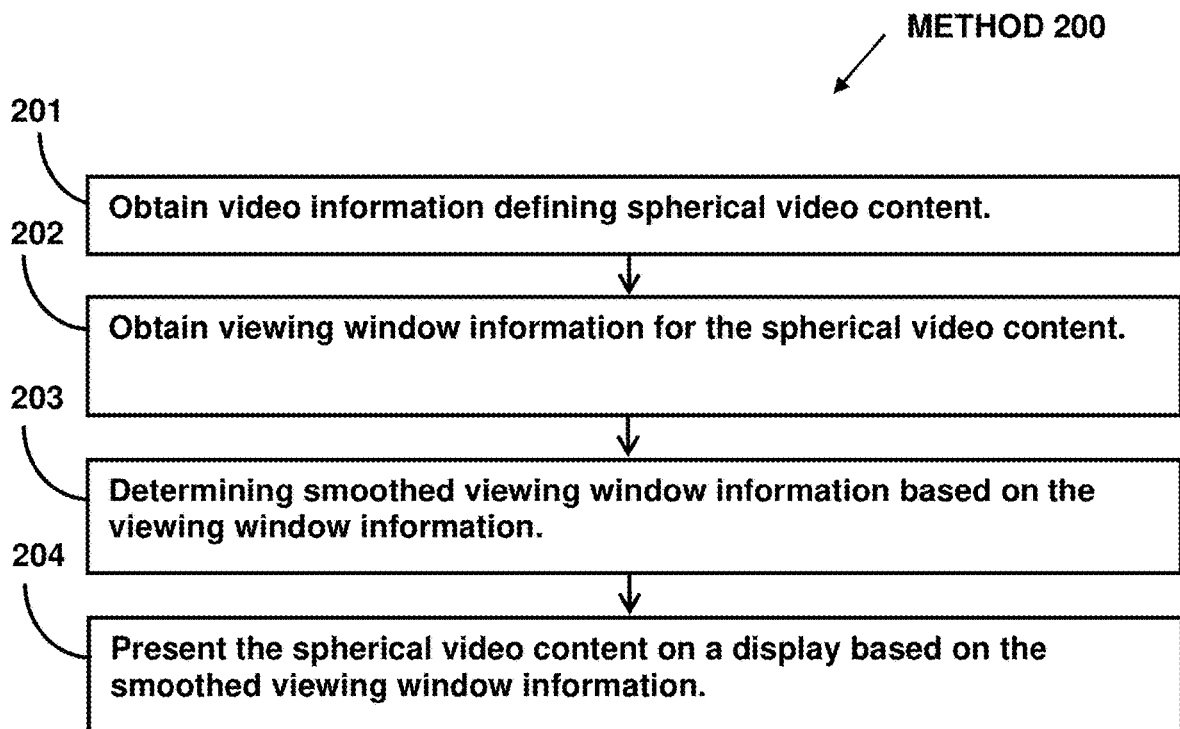 METHOD 200
201
Obtain video information defining spherical video content.
202
Obtain viewing window information for the spherical video content.
203
Determining smoothed viewing window information based on the
viewing window information.
204
Present the spherical video content on a display based on the
smoothed viewing window information.